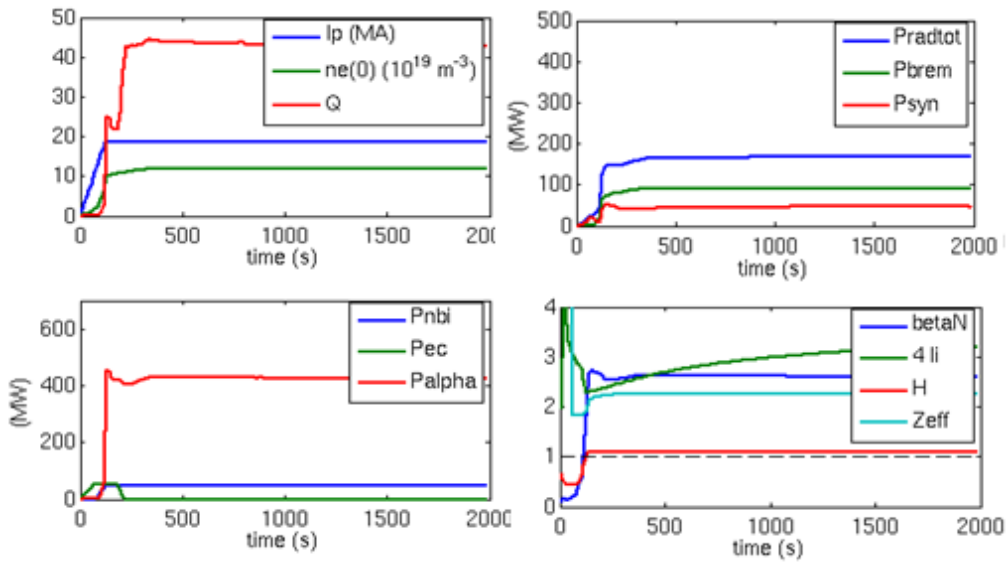 50
40
30
20
10
0
0 500 1000 1500 200
time (s)
Ip (MA)
ne(0) (10¹⁹ m⁻³)
Q
500
400
300
200
100
0
0 500 1000 1500 2000
time (s)
(MW)
Pradtot
Pbrem
Psyn
600
400
200
0
0 500 1000 1500 2000
time (s)
(MW)
Pnbi
Pec
Palpha
4
3
2
1
0
0 500 1000 1500 2000
time (s)
betaN
4 li
H
Zeff